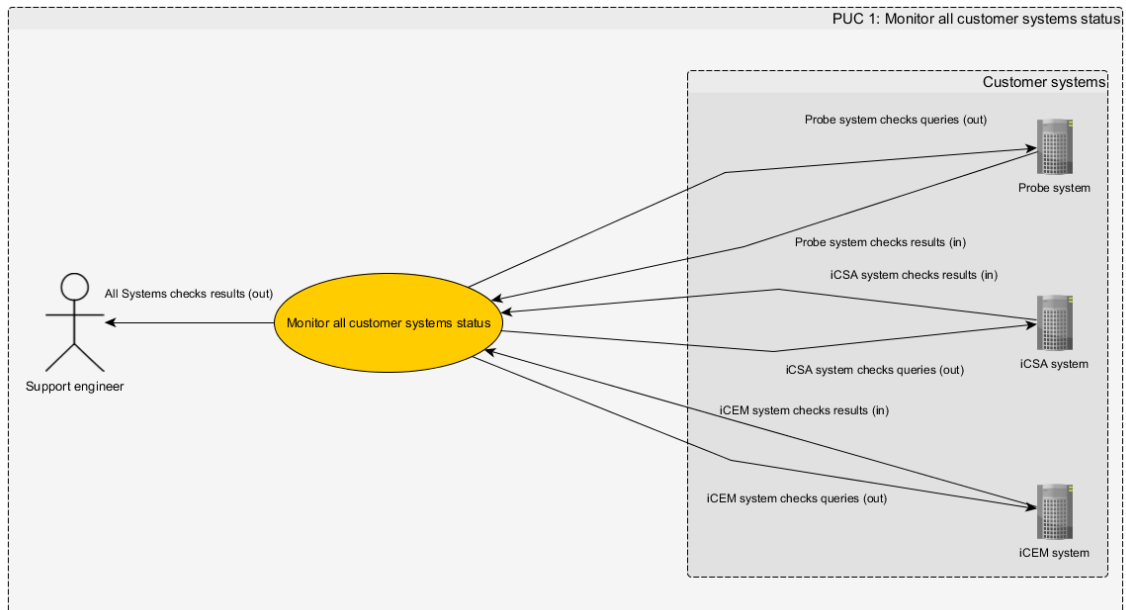 PUC 1: Monitor all customer systems status
Customer systems
Probe system checks queries (out)
Probe system
Probe system checks results (in)
iCSA system checks results (in)
All Systems checks results (out)
Monitor all customer systems status
iCSA system
iCSA system checks queries (out)
Support engineer
iCEM system checks results (in)
iCEM system checks queries (out)
iCEM system